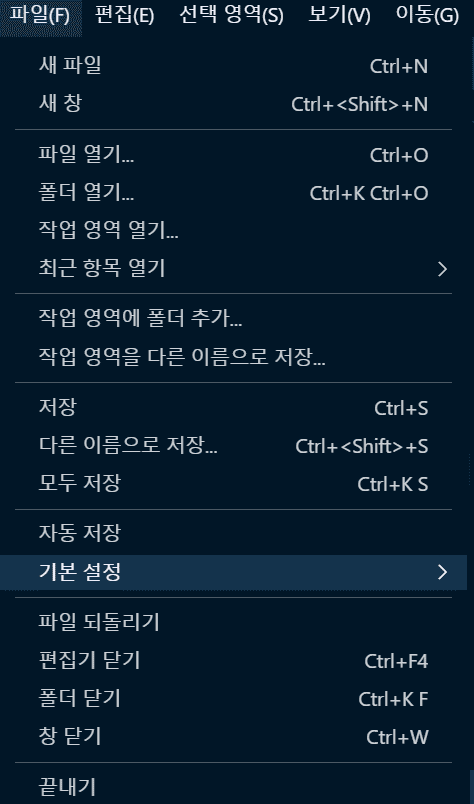 파일(F) 편집(E) 선택 영역(S) 보기(V) 이동(G)
새 파일 Ctrl+N
새 창 Ctrl+<Shift>+N
파일 열기... Ctrl+O
폴더 열기... Ctrl+K Ctrl+O
작업 영역 열기...
최근 항목 열기
작업 영역에 폴더 추가...
작업 영역을 다른 이름으로 저장...
저장 Ctrl+S
다른 이름으로 저장... Ctrl+<Shift>+S
모두 저장 Ctrl+K S
자동 저장
기본 설정
파일 되돌리기
편집기 닫기 Ctrl+F4
폴더 닫기 Ctrl+K F
창 닫기 Ctrl+W
끝내기